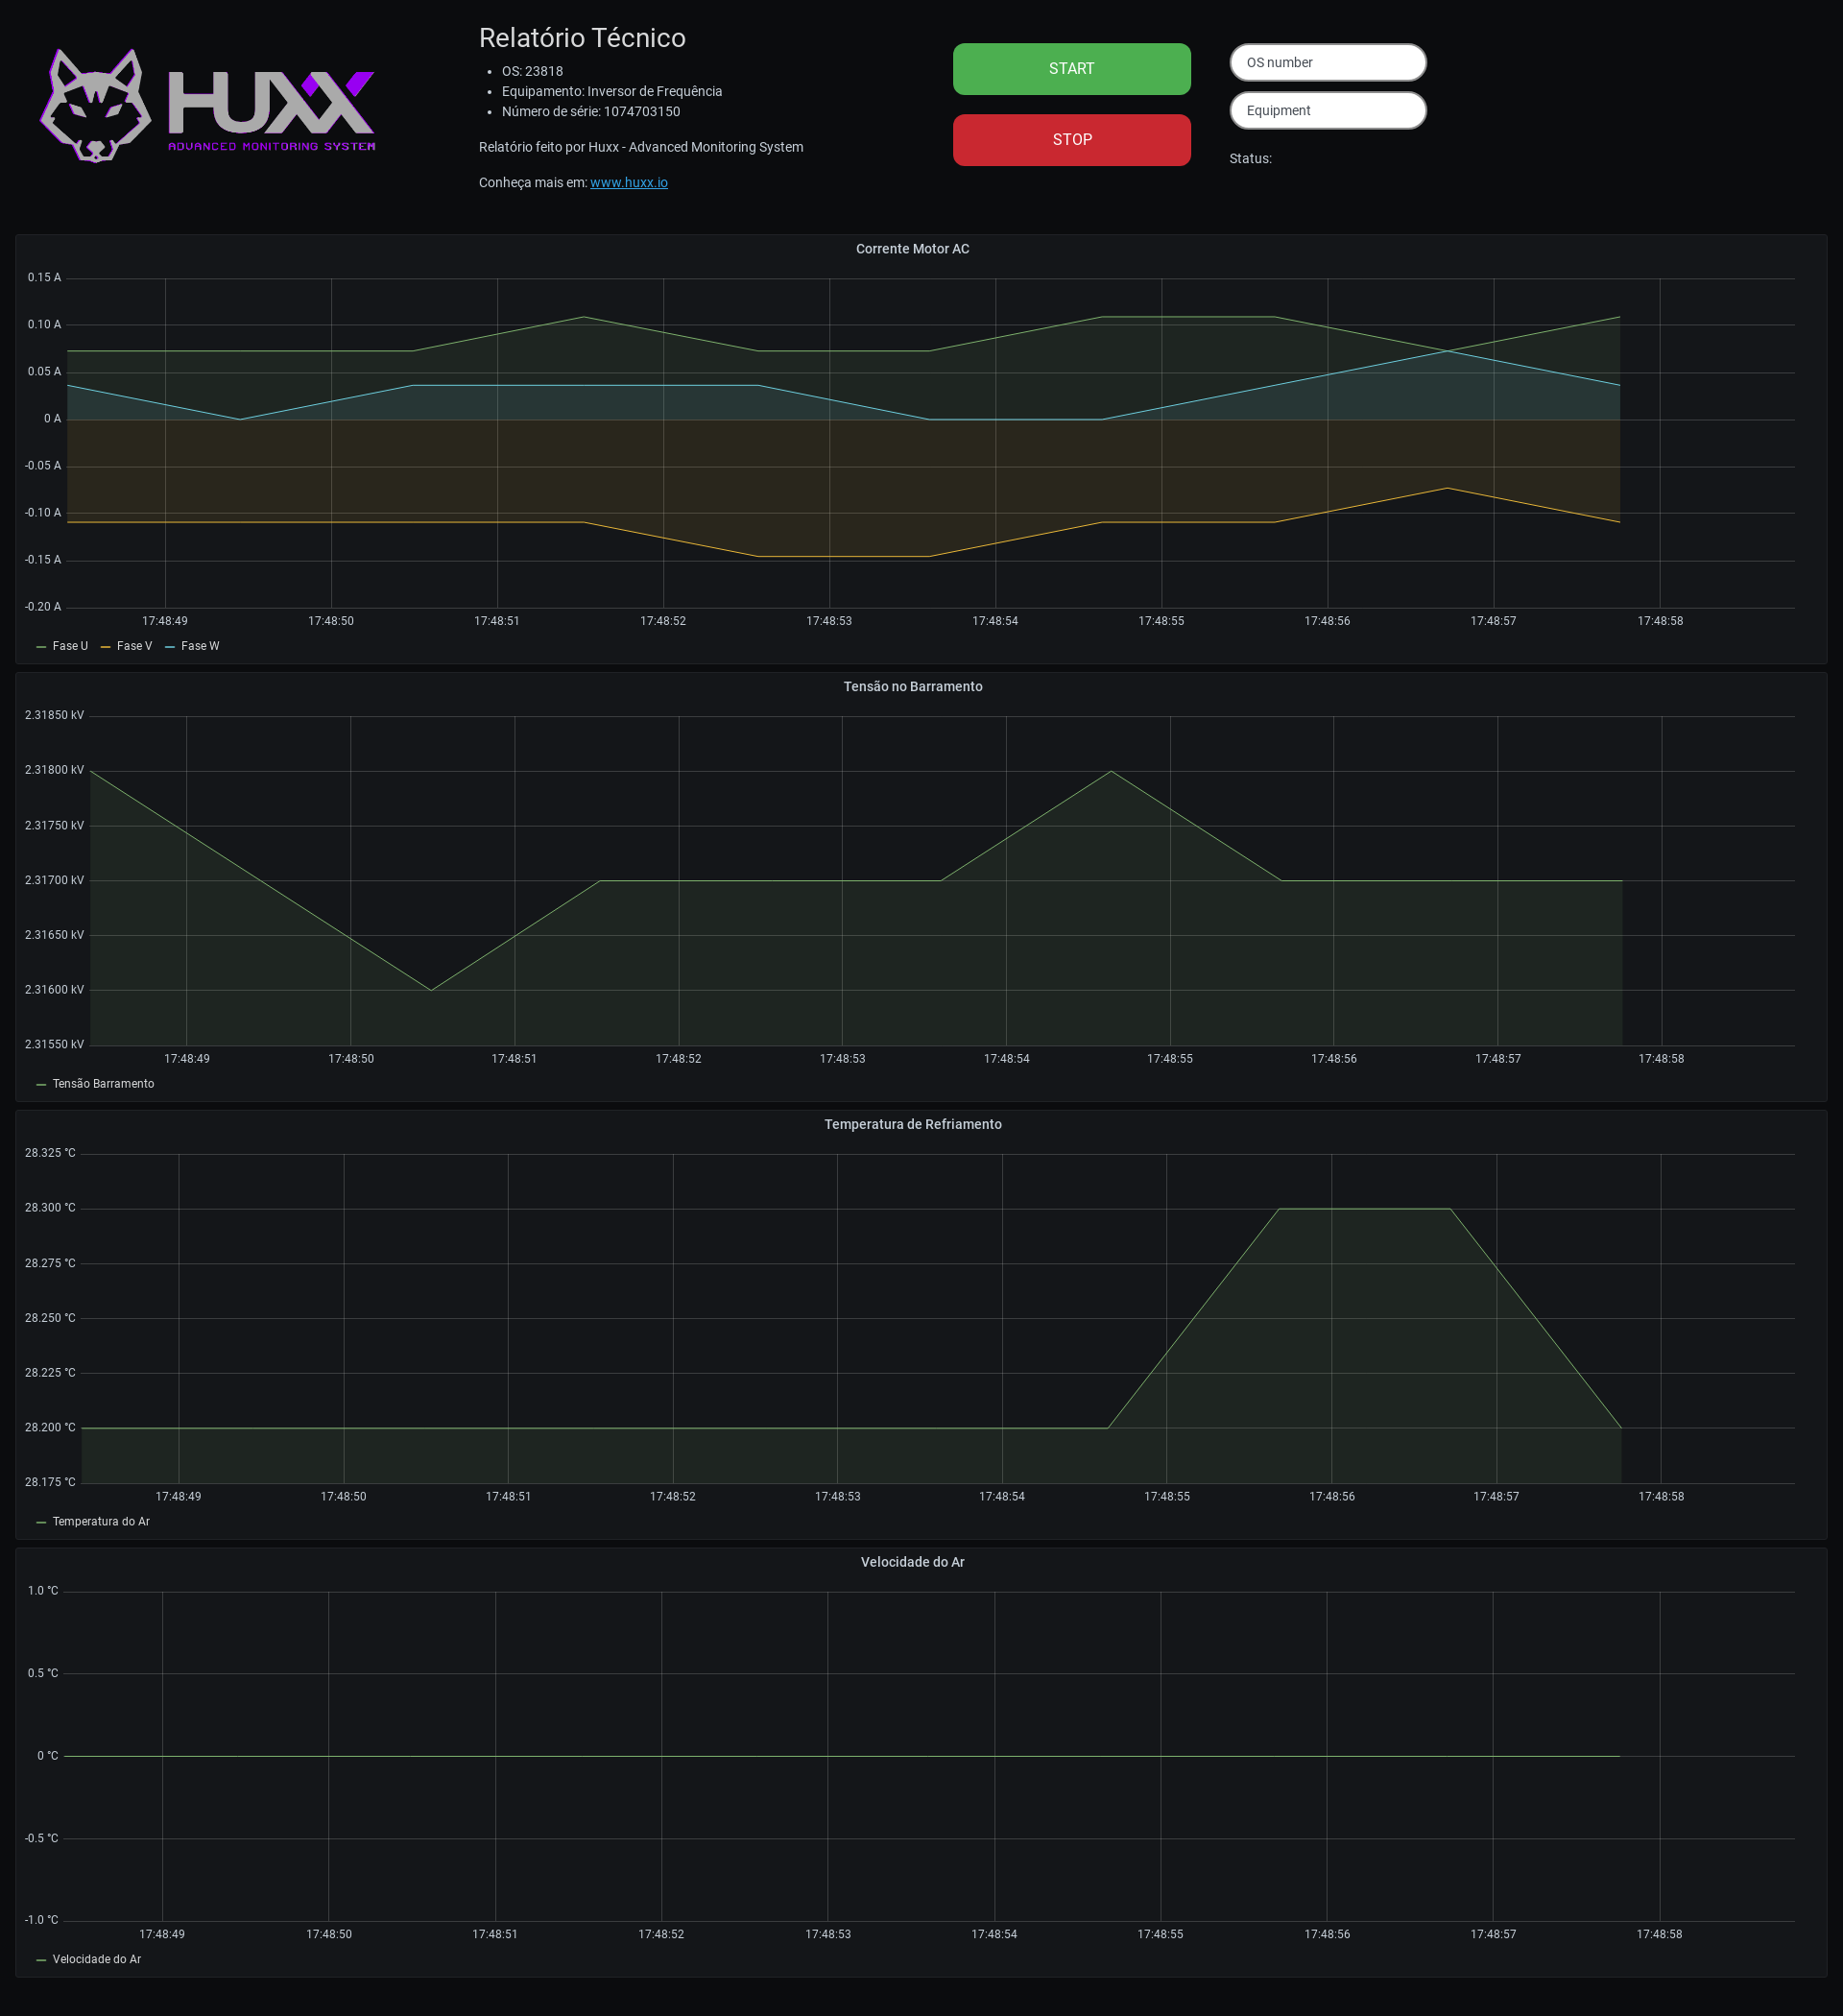 HUXX
ADVANCED MONITORING SYSTEM
Relatório Técnico
OS: 23818
Equipamento: Inversor de Frequência
Número de série: 1074703150
Relatório feito por Huxx - Advanced Monitoring System
Conheça mais em: www.huxx.io
START
STOP
OS number
Equipment
Status:
Corrente Motor AC
0.15 A
0.10 A
0.05 A
0 A
-0.05 A
-0.10 A
-0.15 A
-0.20 A
17:48:49 17:48:50 17:48:51 17:48:52 17:48:53 17:48:54 17:48:55 17:48:56 17:48:57 17:48:58
Fase U Fase V Fase W
Tensão no Barramento
2.31850 kV
2.31800 kV
2.31750 kV
2.31700 kV
2.31650 kV
2.31600 kV
2.31550 kV
17:48:49 17:48:50 17:48:51 17:48:52 17:48:53 17:48:54 17:48:55 17:48:56 17:48:57 17:48:58
Tensão Barramento
Temperatura de Refriamento
28.325 °C
28.300 °C
28.275 °C
28.250 °C
28.225 °C
28.200 °C
28.175 °C
17:48:49 17:48:50 17:48:51 17:48:52 17:48:53 17:48:54 17:48:55 17:48:56 17:48:57 17:48:58
Temperatura do Ar
Velocidade do Ar
1.0 °C
0.5 °C
0 °C
-0.5 °C
-1.0 °C
17:48:49 17:48:50 17:48:51 17:48:52 17:48:53 17:48:54 17:48:55 17:48:56 17:48:57 17:48:58
Velocidade do Ar